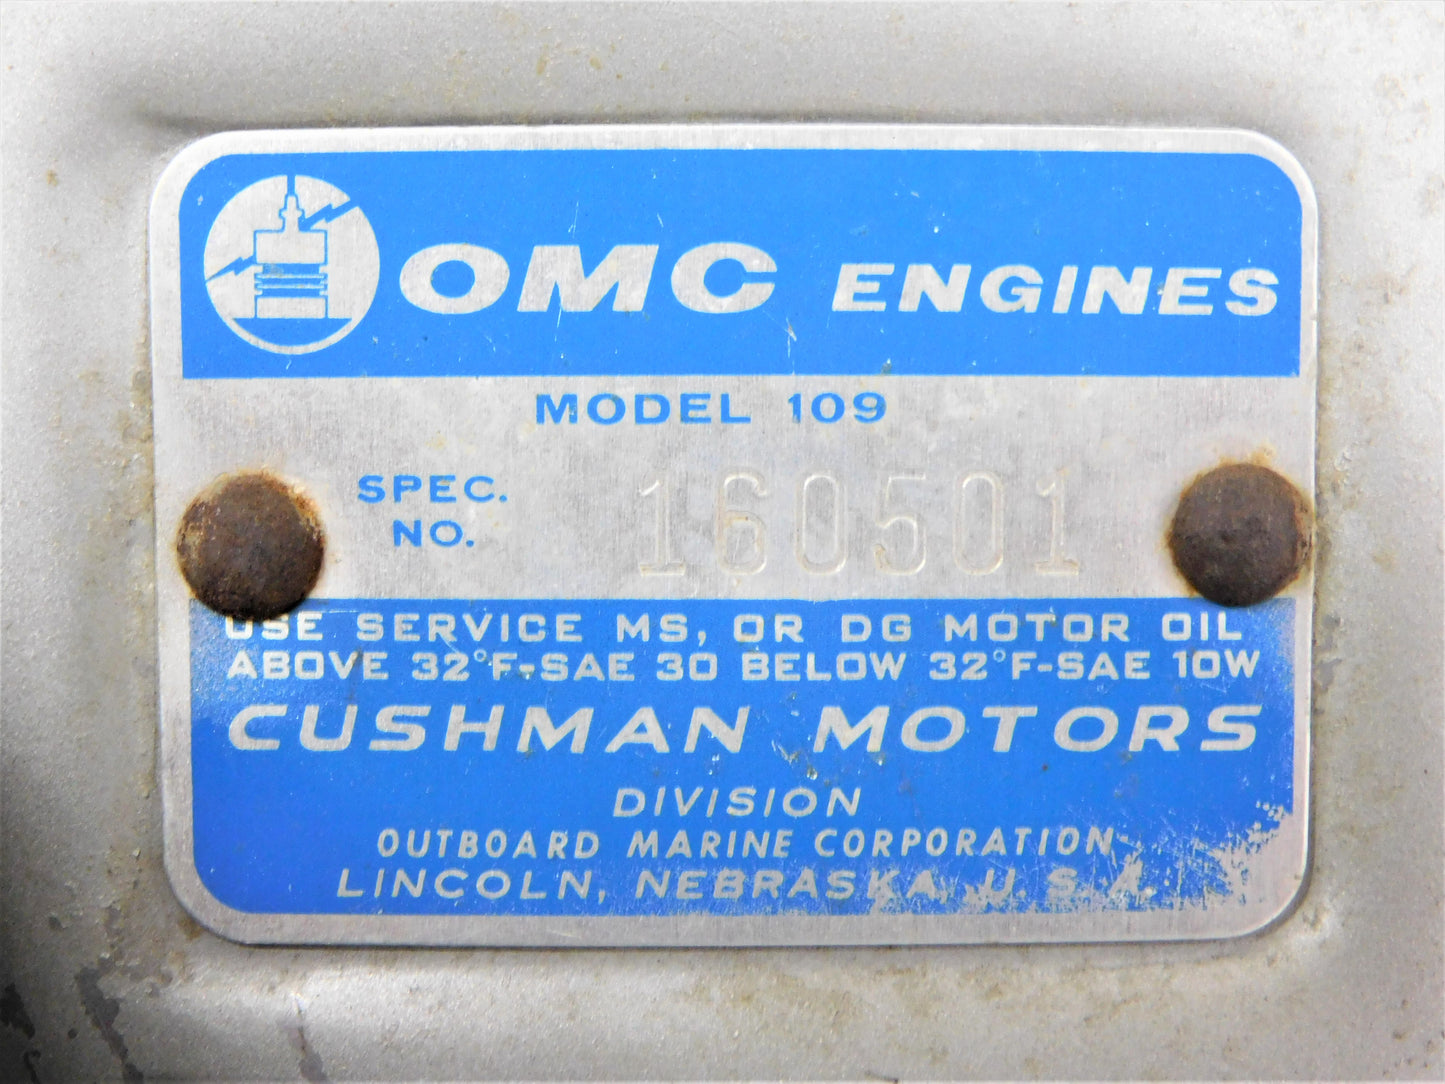 OMC ENGINES
MODEL 109
SPEC. NO. 160501
USE SERVICE MS, OR DG MOTOR OIL
ABOVE 32°F-SAE 30 BELOW 32°F-SAE 10W
CUSHMAN MOTORS
DIVISION
OUTBOARD MARINE CORPORATION
LINCOLN, NEBRASKA, U.S.A.